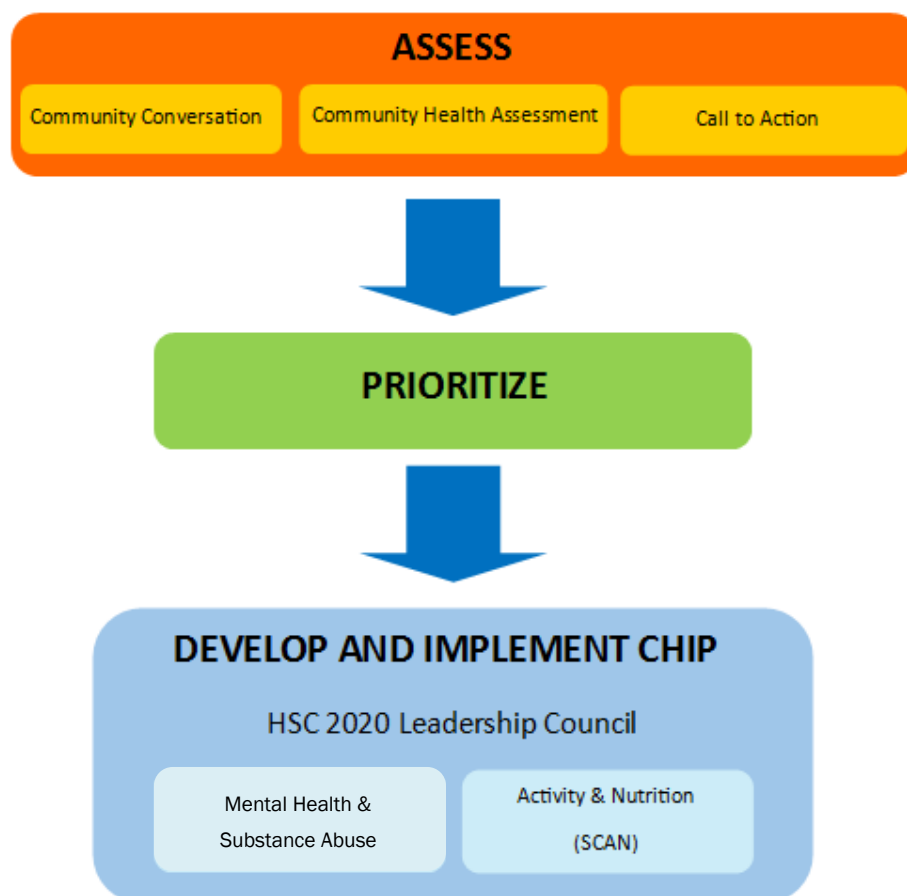 ASSESS
Community Conversation
Community Health Assessment
Call to Action
PRIORITIZE
DEVELOP AND IMPLEMENT CHIP
HSC 2020 Leadership Council
Mental Health &
Substance Abuse
Activity & Nutrition
(SCAN)